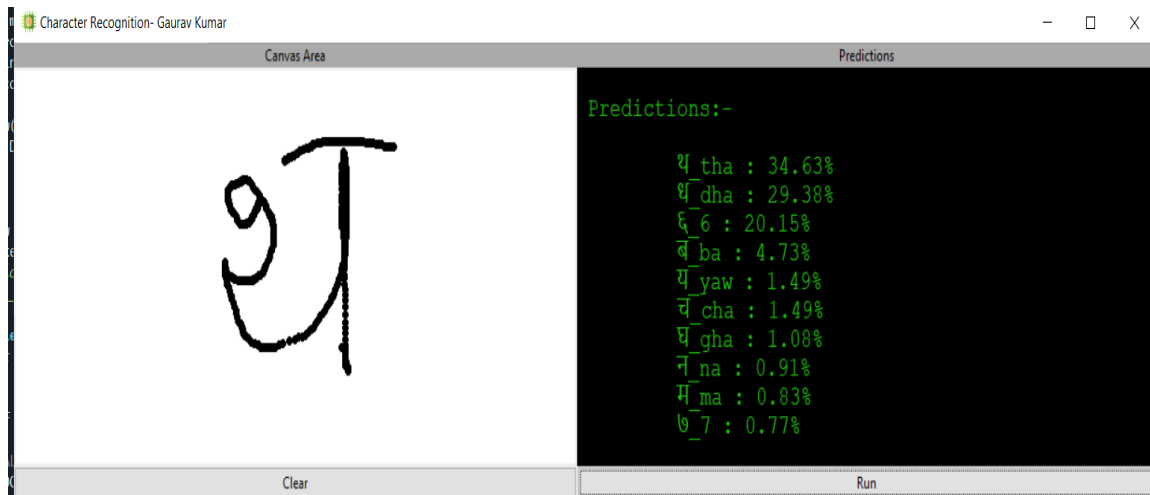 Character Recognition- Gaurav Kumar
Canvas Area
Predictions
थ
Predictions:-
थ_tha : 34.63%
ध_dha : 29.38%
६_6 : 20.15%
ब_ba : 4.73%
य_yaw : 1.49%
च_cha : 1.49%
घ_gha : 1.08%
न_na : 0.91%
म_ma : 0.83%
७_7 : 0.77%
Clear
Run